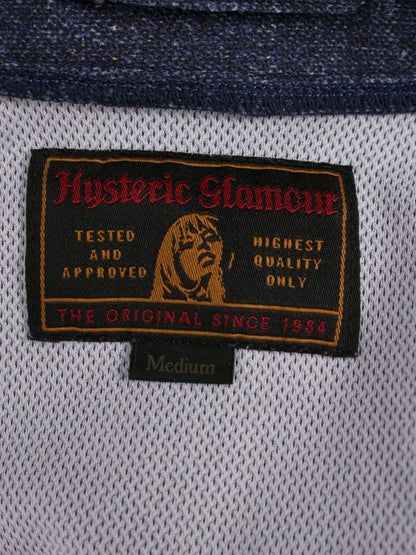 Hysteric Glamour
TESTED
AND
APPROVED
HIGHEST
QUALITY
ONLY
THE ORIGINAL SINCE 1984
Medium